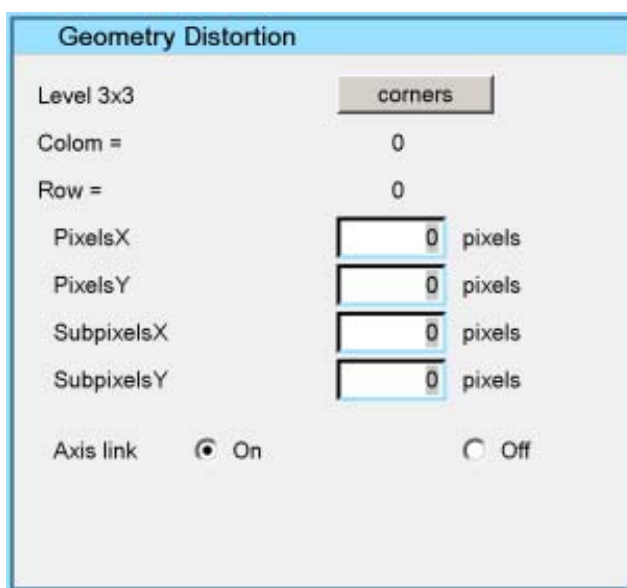 Geometry Distortion
Level 3x3 corners
Colom = 0
Row = 0
PixelsX 0 pixels
PixelsY 0 pixels
SubpixelsX 0 pixels
SubpixelsY 0 pixels
Axis link On Off